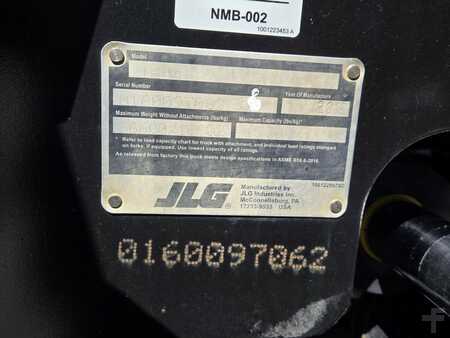 NMB-002
1001223453 A
Model
Serial Number
Year Of Manufacture
Maximum Weight Without Attachments (lbs/kg)
Maximum Capacity (lbs/kg)*
* Refer to load capacity chart for truck with attachment, and individual load ratings stamped
on forks, if equipped. Use lowest capacity of all ratings.
As released from factory this truck meets design specifications in ASME B56.6-2016.
JLG®
Manufactured by
JLG Industries Inc.
McConnellsburg, PA
17233-9533 USA
0160097062